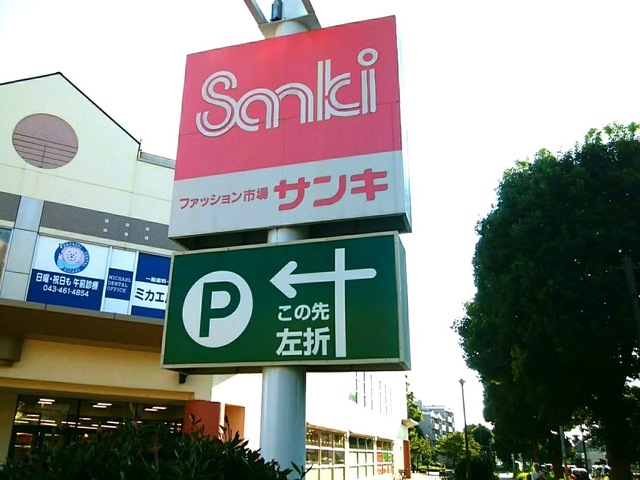 Sanki
ファッション市場 サンキ
P
この先
左折
日曜・祝日も 午前診療
043-461-4854
MICHAEL
DENTAL
OFFICE
一般歯科
ミカエ